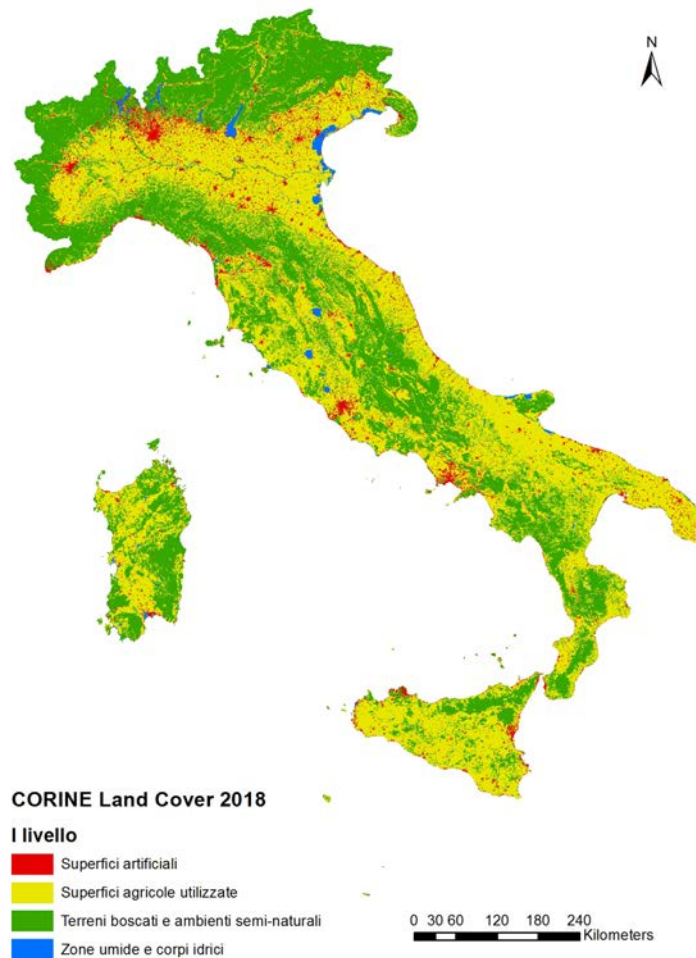 N
CORINE Land Cover 2018
I livello
Superfici artificiali
Superfici agricole utilizzate
Terreni boscati e ambienti semi-naturali
Zone umide e corpi idrici
0 30 60 120 180 240
Kilometers